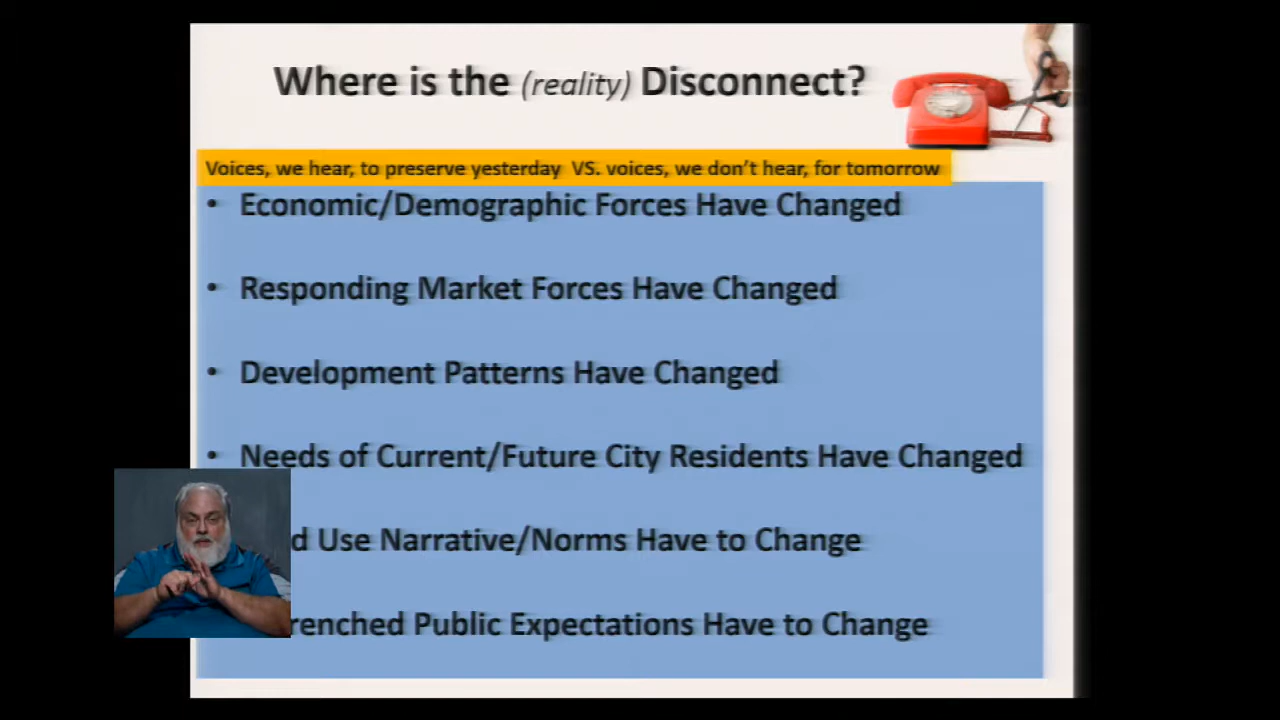 Where is the (reality) Disconnect?
Voices, we hear, to preserve yesterday VS. voices, we don't hear, for tomorrow
• Economic/Demographic Forces Have Changed
• Responding Market Forces Have Changed
• Development Patterns Have Changed
• Needs of Current/Future City Residents Have Changed
Use Narrative/Norms Have to Change
Public Expectations Have to Change